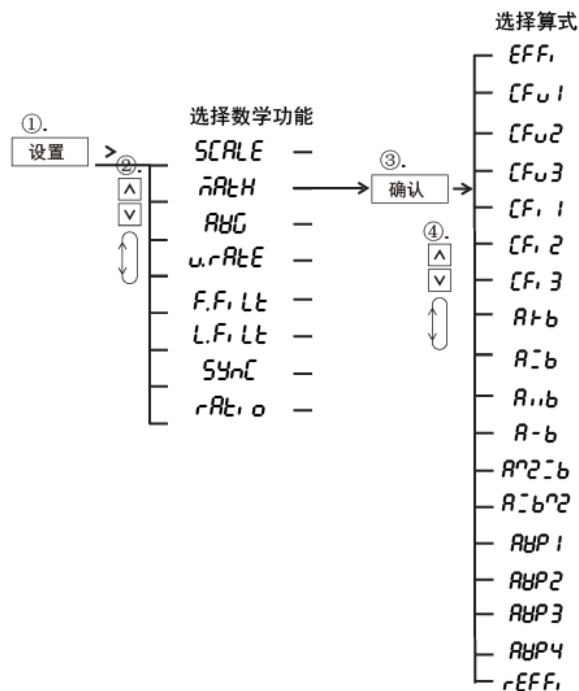 选择算式
①.
设置
②.
选择数学功能
SCALE
MATH
AVG
u.rAtE
F.FiLt
L.FiLt
SYnC
rAtio
③.
确认
④.
EFFi
CFu1
CFu2
CFu3
CFi1
CFi2
CFi3
A-b
A^2-b
A-b^2
AVP1
AVP2
AVP3
AVP4
rEFFi